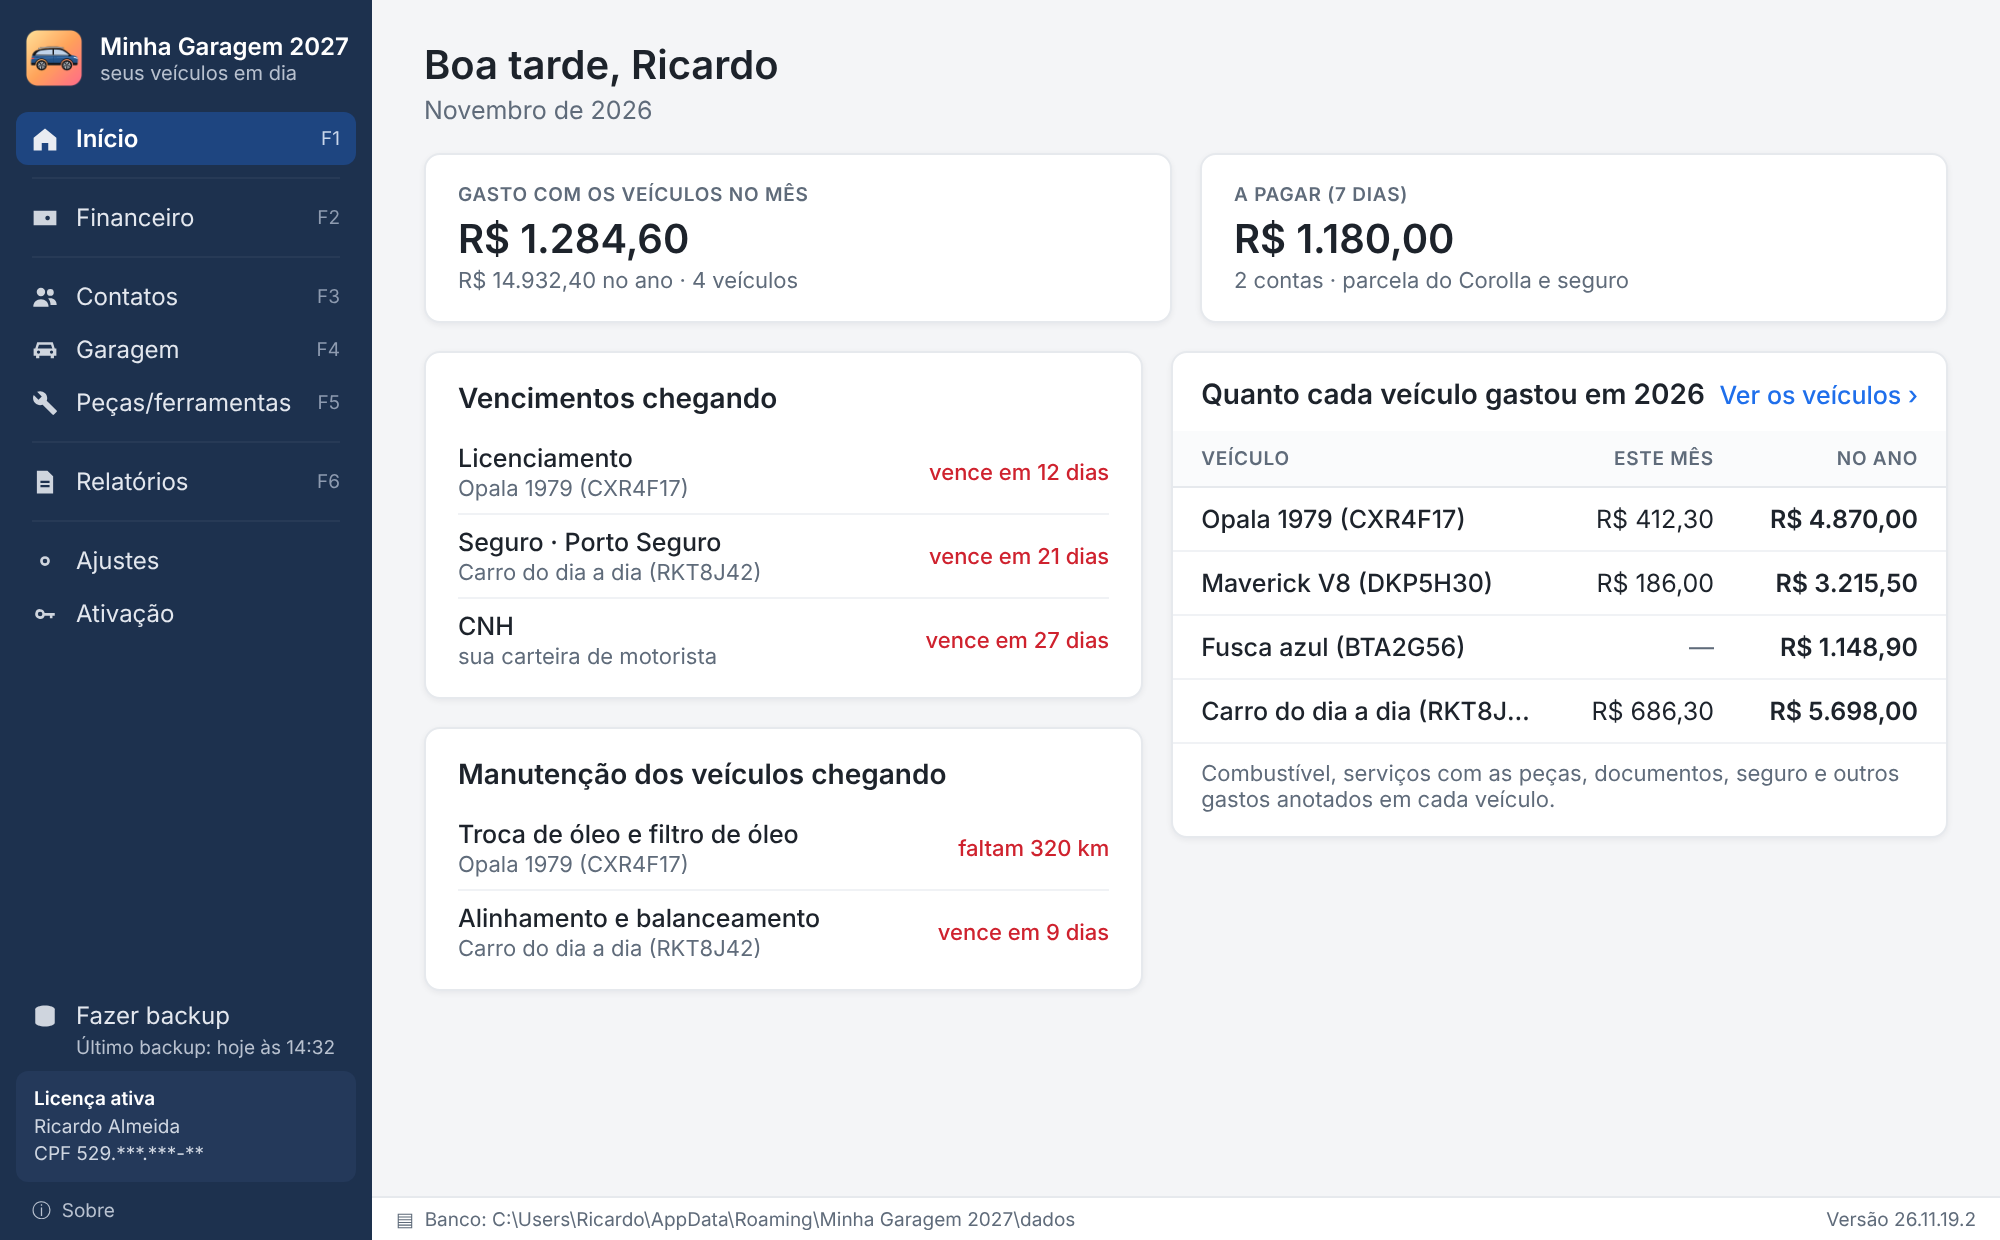 Minha Garagem 2027
seus veículos em dia
Início F1
Financeiro F2
Contatos F3
Garagem F4
Peças/ferramentas F5
Relatórios F6
Ajustes
Ativação
Fazer backup
Último backup: hoje às 14:32
Licença ativa
Ricardo Almeida
CPF 529.***.***-**
Sobre
Boa tarde, Ricardo
Novembro de 2026
GASTO COM OS VEÍCULOS NO MÊS
R$ 1.284,60
R$ 14.932,40 no ano · 4 veículos
A PAGAR (7 DIAS)
R$ 1.180,00
2 contas · parcela do Corolla e seguro
Vencimentos chegando
Licenciamento
Opala 1979 (CXR4F17)
vence em 12 dias
Seguro · Porto Seguro
Carro do dia a dia (RKT8J42)
vence em 21 dias
CNH
sua carteira de motorista
vence em 27 dias
Manutenção dos veículos chegando
Troca de óleo e filtro de óleo
Opala 1979 (CXR4F17)
faltam 320 km
Alinhamento e balanceamento
Carro do dia a dia (RKT8J42)
vence em 9 dias
Quanto cada veículo gastou em 2026 Ver os veículos ›
VEÍCULO ESTE MÊS NO ANO
Opala 1979 (CXR4F17) R$ 412,30 R$ 4.870,00
Maverick V8 (DKP5H30) R$ 186,00 R$ 3.215,50
Fusca azul (BTA2G56) — R$ 1.148,90
Carro do dia a dia (RKT8J... R$ 686,30 R$ 5.698,00
Combustível, serviços com as peças, documentos, seguro e outros
gastos anotados em cada veículo.
Banco: C:\Users\Ricardo\AppData\Roaming\Minha Garagem 2027\dados
Versão 26.11.19.2